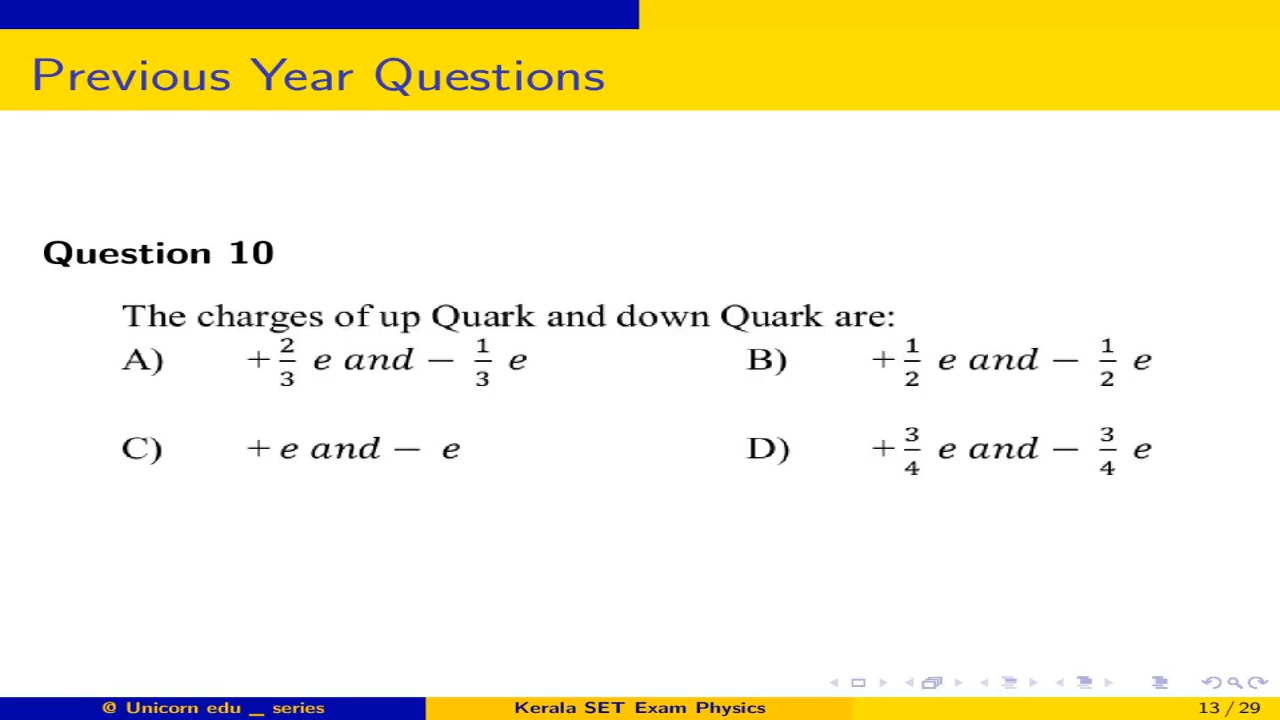 Previous Year Questions
Question 10
The charges of up Quark and down Quark are:
A) + 2/3 e and − 1/3 e B) + 1/2 e and − 1/2 e
C) + e and − e D) + 3/4 e and − 3/4 e
@ Unicorn edu _ series Kerala SET Exam Physics 13 / 29